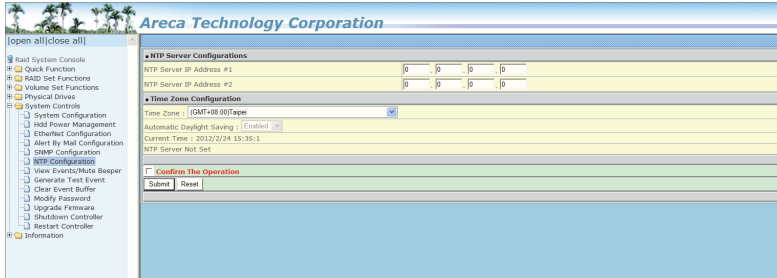 Areca Technology Corporation
|open all|close all|
Raid System Console
Quick Function
RAID Set Functions
Volume Set Functions
Physical Drives
System Controls
System Configuration
Hdd Power Management
EtherNet Configuration
Alert By Mail Configuration
SNMP Configuration
NTP Configuration
View Events/Mute Beeper
Generate Test Event
Clear Event Buffer
Modify Password
Upgrade Firmware
Shutdown Controller
Restart Controller
Information
▪ NTP Server Configurations
NTP Server IP Address #1 0 . 0 . 0 . 0
NTP Server IP Address #2 0 . 0 . 0 . 0
▪ Time Zone Configuration
Time Zone : (GMT+08:00)Taipei
Automatic Daylight Saving : Enabled
Current Time : 2012/2/24 15:35:1
NTP Server Not Set
Confirm The Operation
Submit Reset